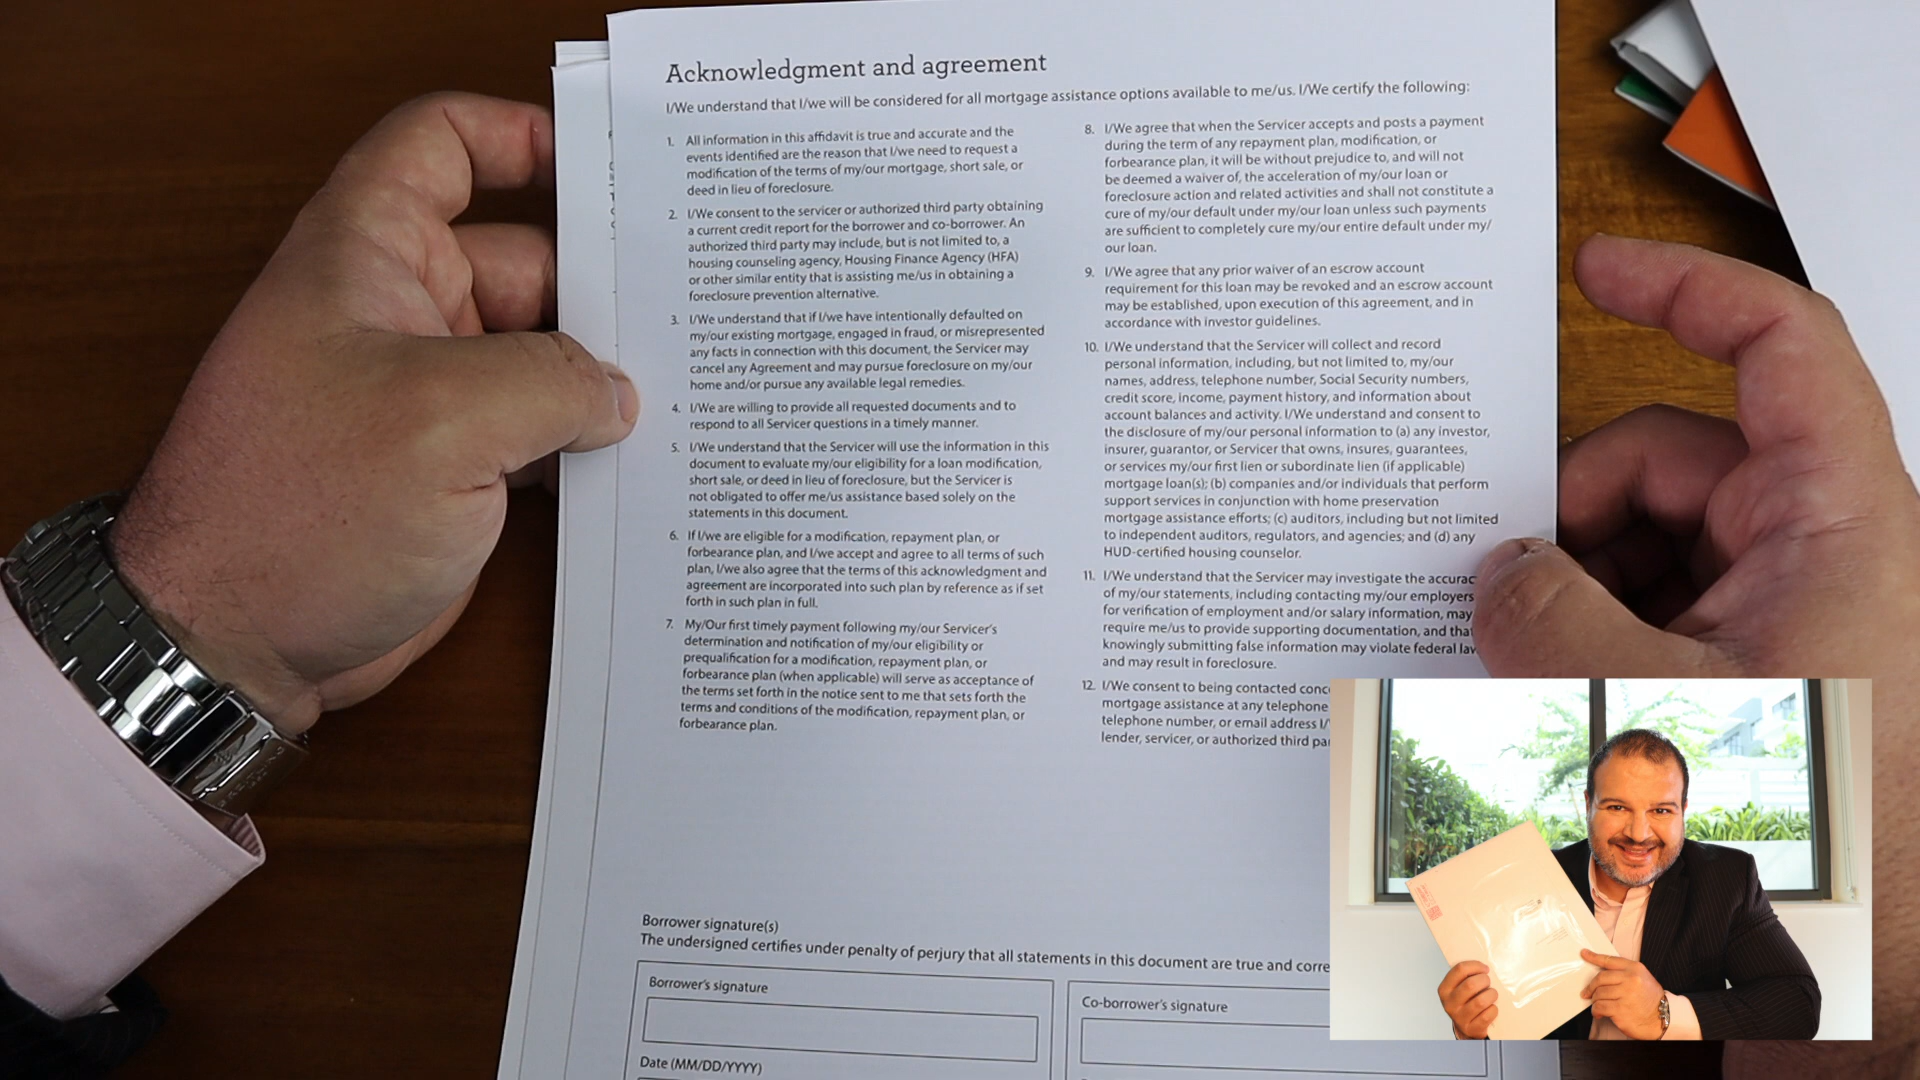 Acknowledgment and agreement
I/We understand that I/we will be considered for all mortgage assistance options available to me/us. I/We certify the following:
1. All information in this affidavit is true and accurate and the
events identified are the reason that I/we need to request a
modification of the terms of my/our mortgage, short sale, or
deed in lieu of foreclosure.
2. I/We consent to the servicer or authorized third party obtaining
a current credit report for the borrower and co-borrower. An
authorized third party may include, but is not limited to, a
housing counseling agency, Housing Finance Agency (HFA)
or other similar entity that is assisting me/us in obtaining a
foreclosure prevention alternative.
3. I/We understand that if I/we have intentionally defaulted on
my/our existing mortgage, engaged in fraud, or misrepresented
any facts in connection with this document, the Servicer may
cancel any Agreement and may pursue foreclosure on my/our
home and/or pursue any available legal remedies.
4. I/We are willing to provide all requested documents and to
respond to all Servicer questions in a timely manner.
5. I/We understand that the Servicer will use the information in this
document to evaluate my/our eligibility for a loan modification,
short sale, or deed in lieu of foreclosure, but the Servicer is
not obligated to offer me/us assistance based solely on the
statements in this document.
6. If I/we are eligible for a modification, repayment plan, or
forbearance plan, and I/we accept and agree to all terms of such
plan, I/we also agree that the terms of this acknowledgment and
agreement are incorporated into such plan by reference as if set
forth in such plan in full.
7. My/Our first timely payment following my/our Servicer's
determination and notification of my/our eligibility or
prequalification for a modification, repayment plan, or
forbearance plan (when applicable) will serve as acceptance of
the terms set forth in the notice sent to me that sets forth the
terms and conditions of the modification, repayment plan, or
forbearance plan.
8. I/We agree that when the Servicer accepts and posts a payment
during the term of any repayment plan, modification, or
forbearance plan, it will be without prejudice to, and will not
be deemed a waiver of, the acceleration of my/our loan or
foreclosure action and related activities and shall not constitute a
cure of my/our default under my/our loan unless such payments
are sufficient to completely cure my/our entire default under my/
our loan.
9. I/We agree that any prior waiver of an escrow account
requirement for this loan may be revoked and an escrow account
may be established, upon execution of this agreement, and in
accordance with investor guidelines.
10. I/We understand that the Servicer will collect and record
personal information, including, but not limited to, my/our
names, address, telephone number, Social Security numbers,
credit score, income, payment history, and information about
account balances and activity. I/We understand and consent to
the disclosure of my/our personal information to (a) any investor,
insurer, guarantor, or Servicer that owns, insures, guarantees,
or services my/our first lien or subordinate lien (if applicable)
mortgage loan(s); (b) companies and/or individuals that perform
support services in conjunction with home preservation
mortgage assistance efforts; (c) auditors, including but not limited
to independent auditors, regulators, and agencies; and (d) any
HUD-certified housing counselor.
11. I/We understand that the Servicer may investigate the accurac
of my/our statements, including contacting my/our employers
for verification of employment and/or salary information, may
require me/us to provide supporting documentation, and that
knowingly submitting false information may violate federal law
and may result in foreclosure.
12. I/We consent to being contacted conc
mortgage assistance at any telephone
telephone number, or email address I/
lender, servicer, or authorized third par
Borrower signature(s)
The undersigned certifies under penalty of perjury that all statements in this document are true and corre
Borrower's signature
Co-borrower's signature
Date (MM/DD/YYYY)